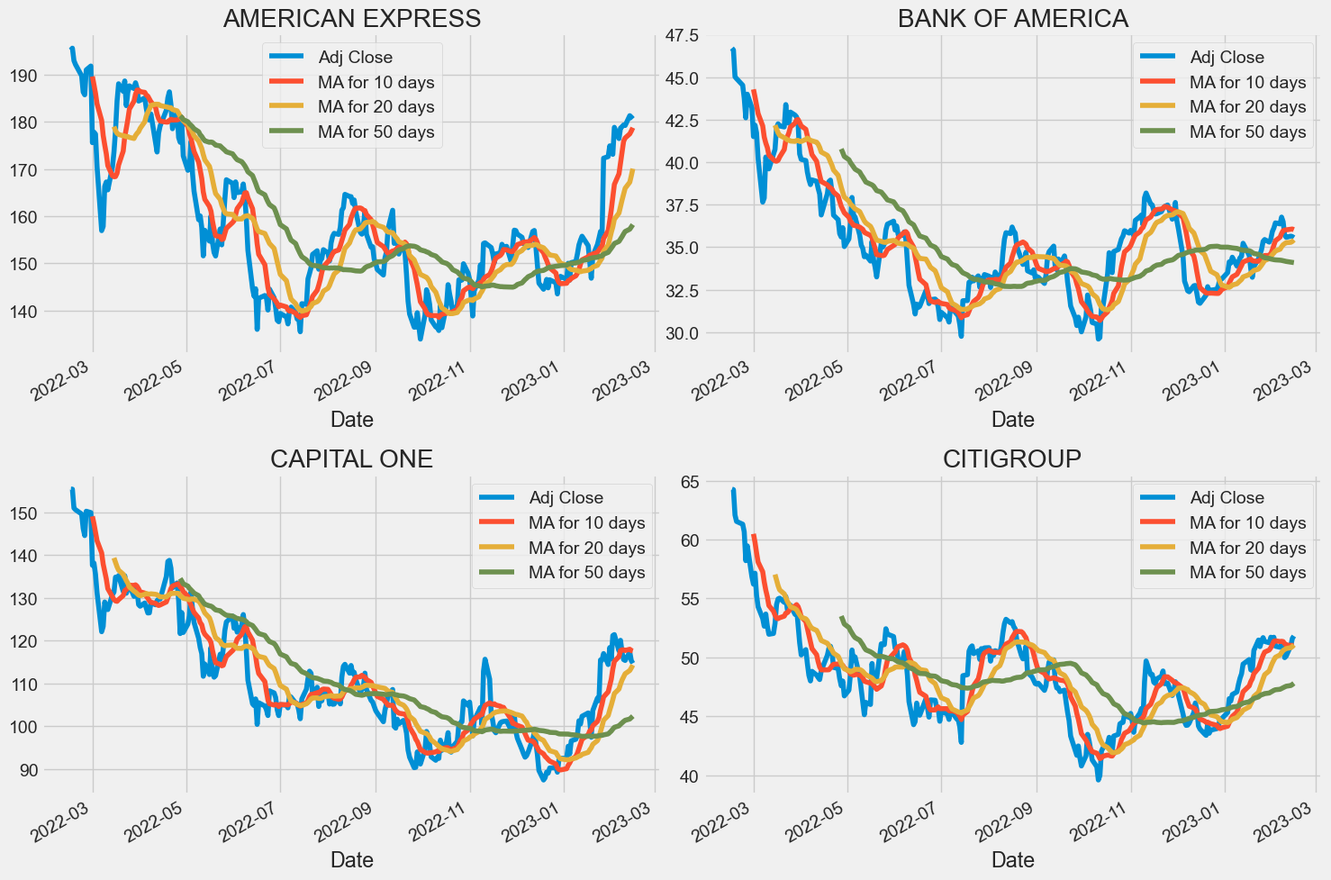 AMERICAN EXPRESS
190
180
170
160
150
140
Adj Close
MA for 10 days
MA for 20 days
MA for 50 days
2022-03
2022-05
2022-07
2022-09
2022-11
2023-01
2023-03
Date
BANK OF AMERICA
47.5
45.0
42.5
40.0
37.5
35.0
32.5
30.0
Adj Close
MA for 10 days
MA for 20 days
MA for 50 days
2022-03
2022-05
2022-07
2022-09
2022-11
2023-01
2023-03
Date
CAPITAL ONE
150
140
130
120
110
100
90
Adj Close
MA for 10 days
MA for 20 days
MA for 50 days
2022-03
2022-05
2022-07
2022-09
2022-11
2023-01
2023-03
Date
CITIGROUP
65
60
55
50
45
40
Adj Close
MA for 10 days
MA for 20 days
MA for 50 days
2022-03
2022-05
2022-07
2022-09
2022-11
2023-01
2023-03
Date